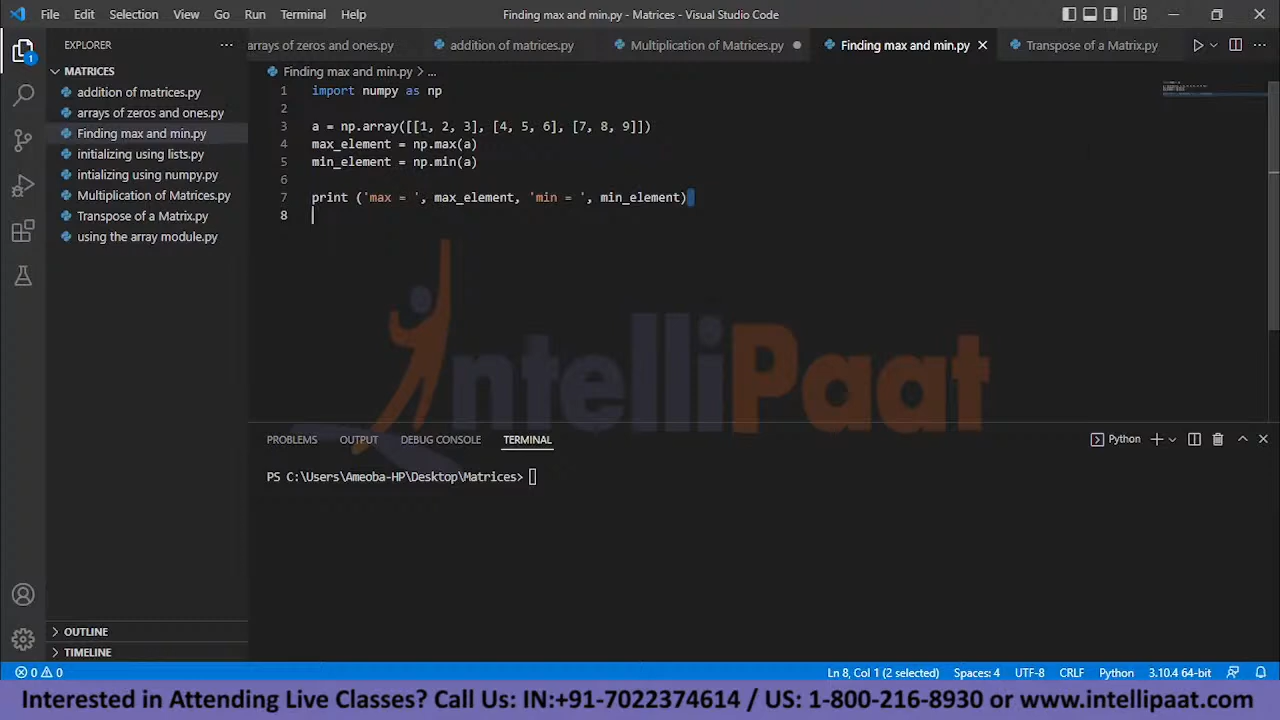 File Edit Selection View Go Run Terminal Help
Finding max and min.py - Matrices - Visual Studio Code
EXPLORER
arrays of zeros and ones.py
addition of matrices.py
Multiplication of Matrices.py
Finding max and min.py
Transpose of a Matrix.py
1
MATRICES
addition of matrices.py
arrays of zeros and ones.py
Finding max and min.py
initializing using lists.py
intializing using numpy.py
Multiplication of Matrices.py
Transpose of a Matrix.py
using the array module.py
OUTLINE
TIMELINE
Finding max and min.py > ...
1 import numpy as np
2
3 a = np.array([[1, 2, 3], [4, 5, 6], [7, 8, 9]])
4 max_element = np.max(a)
5 min_element = np.min(a)
6
7 print ('max = ', max_element, 'min = ', min_element)
8
intelliPaat
PROBLEMS OUTPUT DEBUG CONSOLE TERMINAL
Python
PS C:\Users\Ameoba-HP\Desktop\Matrices>
0 0
Ln 8, Col 1 (2 selected) Spaces: 4 UTF-8 CRLF Python 3.10.4 64-bit
Interested in Attending Live Classes? Call Us: IN:+91-7022374614 / US: 1-800-216-8930 or www.intellipaat.com